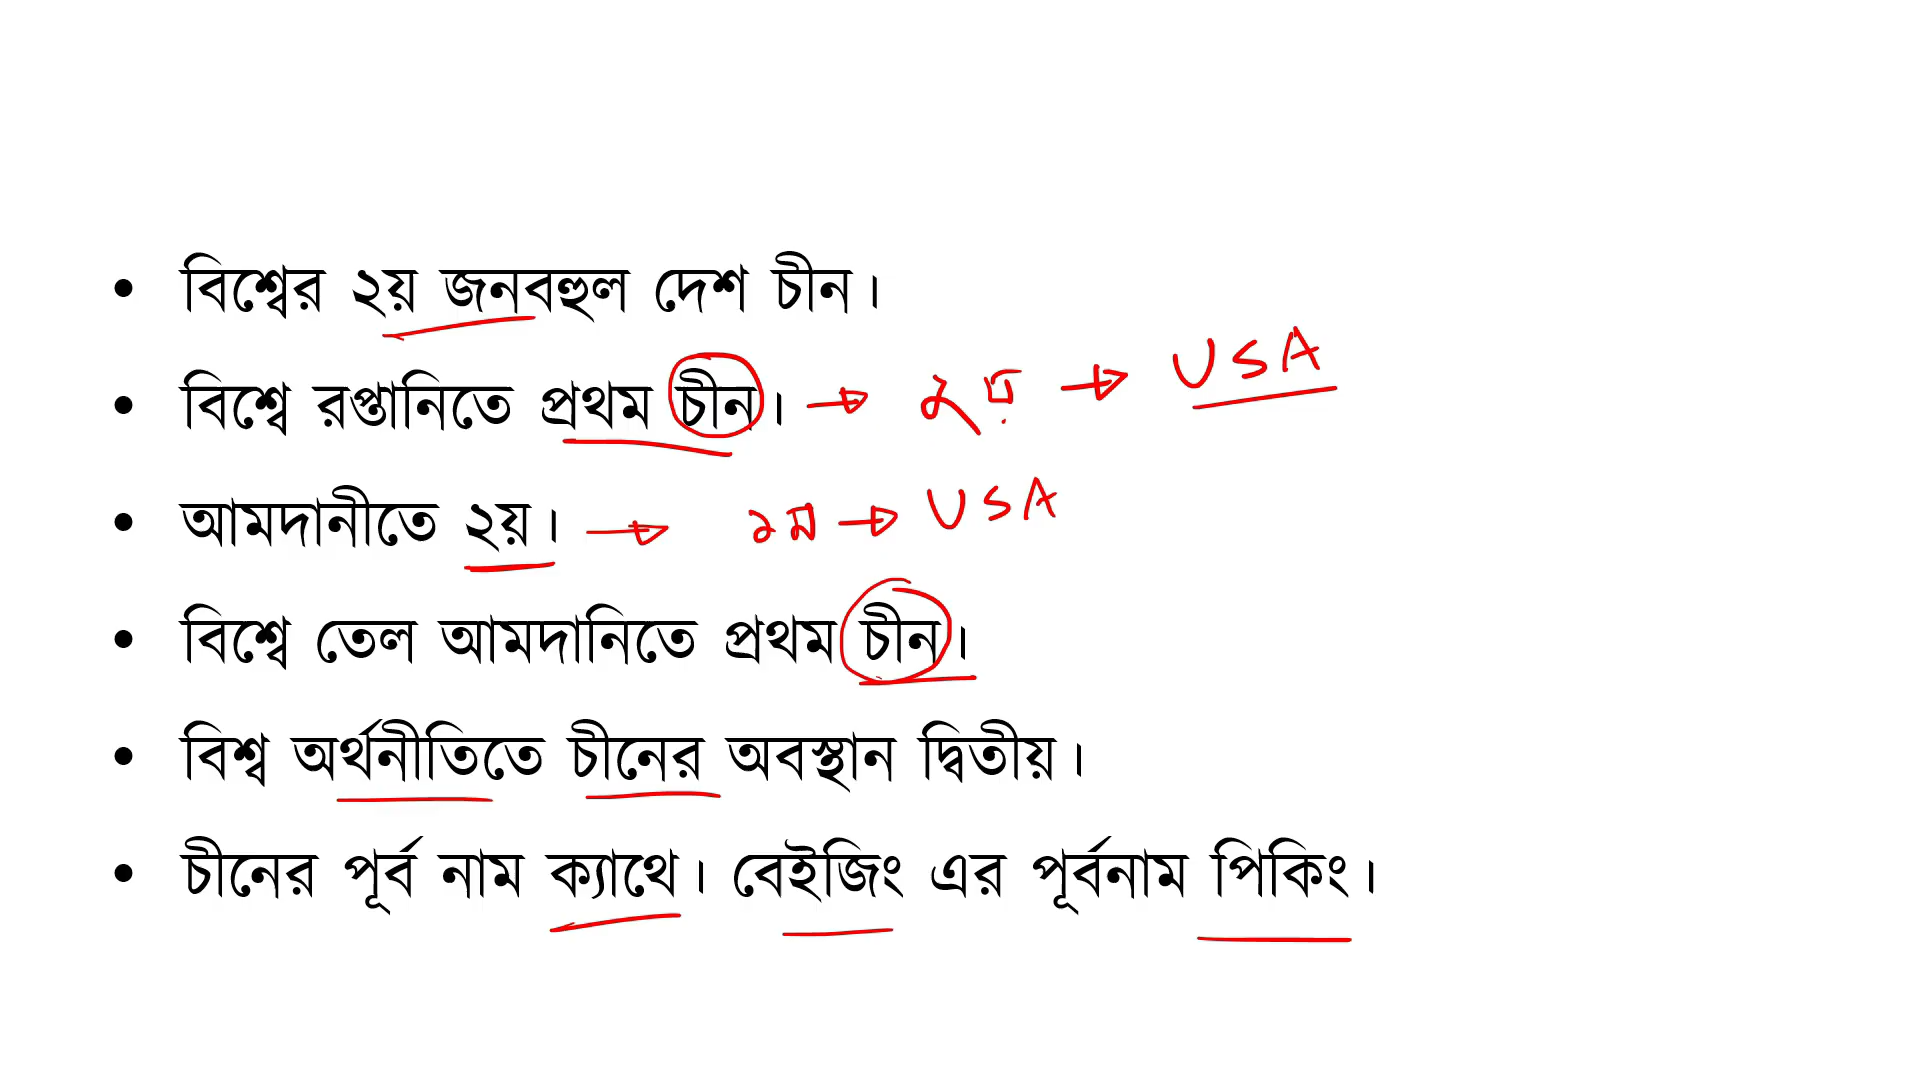 • বিশ্বের ২য় জনবহুল দেশ চীন।
• বিশ্বে রপ্তানিতে প্রথম চীন। → ২য় → USA
• আমদানীতে ২য়। → ১ম → USA
• বিশ্বে তেল আমদানিতে প্রথম চীন।
• বিশ্ব অর্থনীতিতে চীনের অবস্থান দ্বিতীয়।
• চীনের পূর্ব নাম ক্যাথে। বেইজিং এর পূর্বনাম পিকিং।